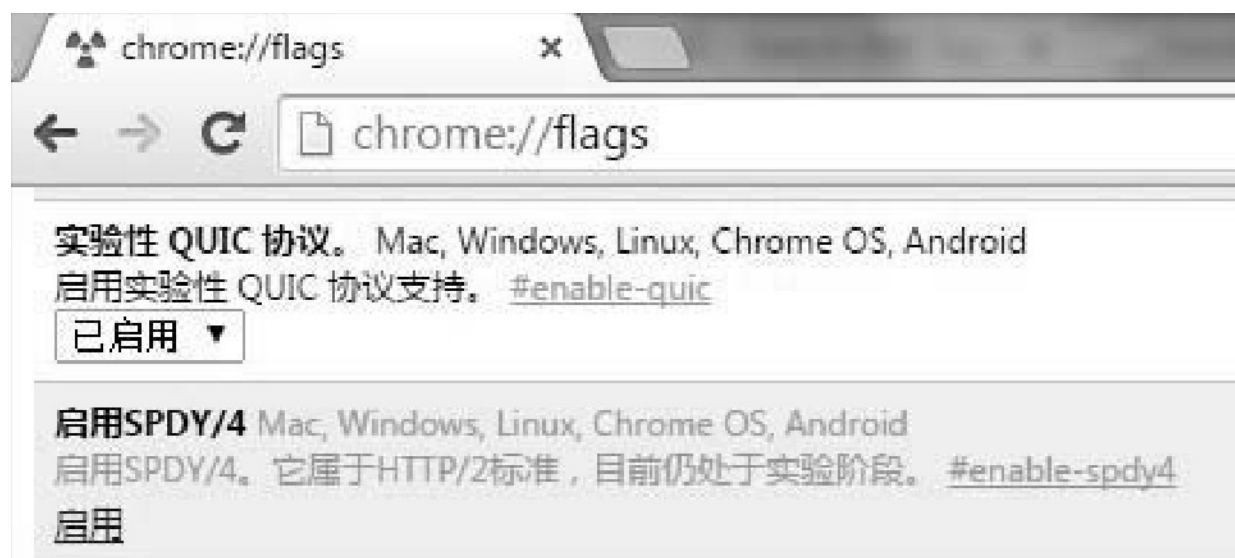 chrome://flags
chrome://flags
实验性 QUIC 协议。 Mac, Windows, Linux, Chrome OS, Android
启用实验性 QUIC 协议支持。 #enable-quic
已启用
启用SPDY/4 Mac, Windows, Linux, Chrome OS, Android
启用SPDY/4。它属于HTTP/2标准，目前仍处于实验阶段。 #enable-spdy4
启用